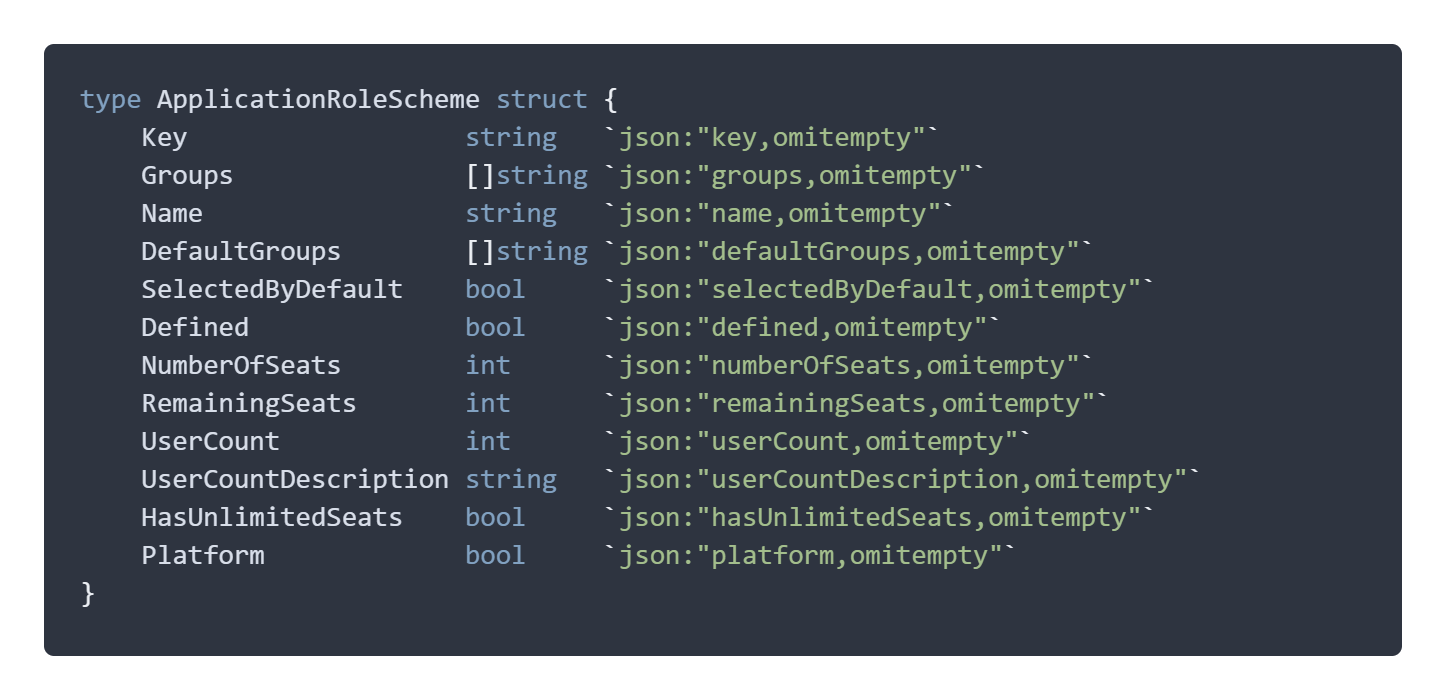 type ApplicationRoleScheme struct {
    Key                  string   `json:"key,omitempty"`
    Groups               []string `json:"groups,omitempty"`
    Name                 string   `json:"name,omitempty"`
    DefaultGroups        []string `json:"defaultGroups,omitempty"`
    SelectedByDefault    bool     `json:"selectedByDefault,omitempty"`
    Defined              bool     `json:"defined,omitempty"`
    NumberOfSeats        int      `json:"numberOfSeats,omitempty"`
    RemainingSeats       int      `json:"remainingSeats,omitempty"`
    UserCount            int      `json:"userCount,omitempty"`
    UserCountDescription string   `json:"userCountDescription,omitempty"`
    HasUnlimitedSeats    bool     `json:"hasUnlimitedSeats,omitempty"`
    Platform             bool     `json:"platform,omitempty"`
}